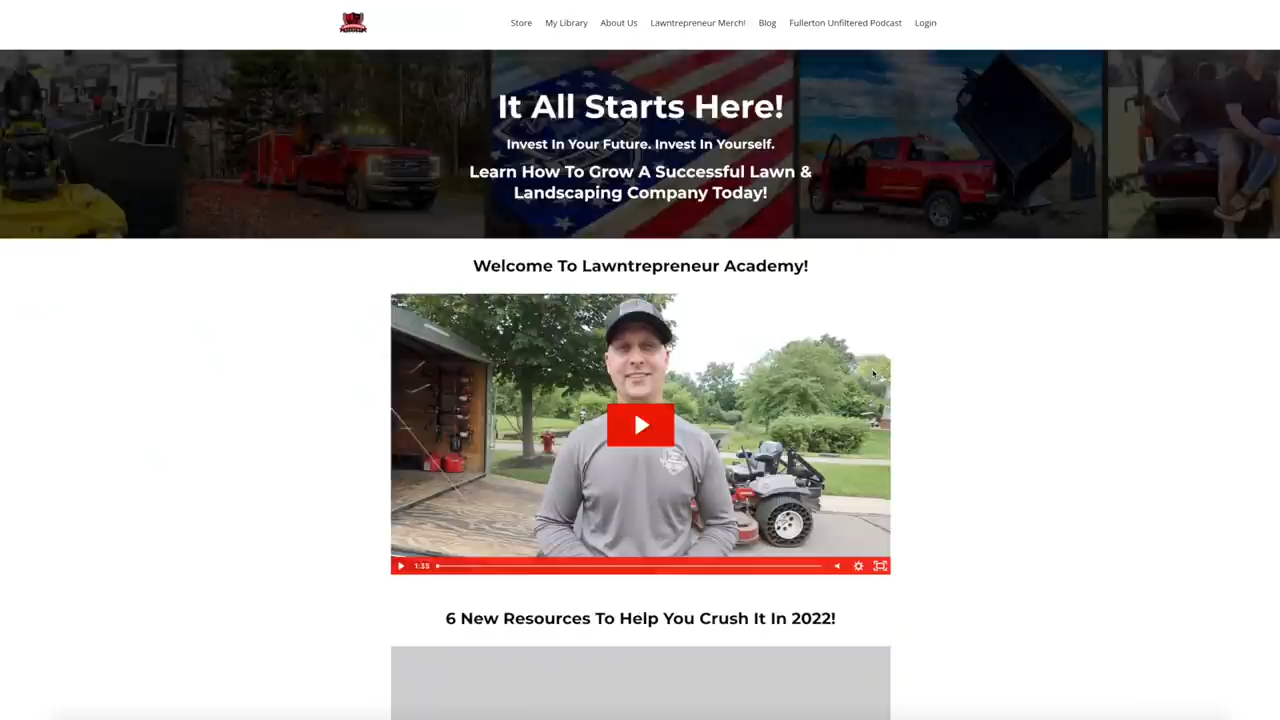 Store My Library About Us Lawntrepreneur Merch! Blog Fullerton Unfiltered Podcast Login
It All Starts Here!
Invest In Your Future. Invest In Yourself.
Learn How To Grow A Successful Lawn &
Landscaping Company Today!
Welcome To Lawntrepreneur Academy!
1:35
6 New Resources To Help You Crush It In 2022!